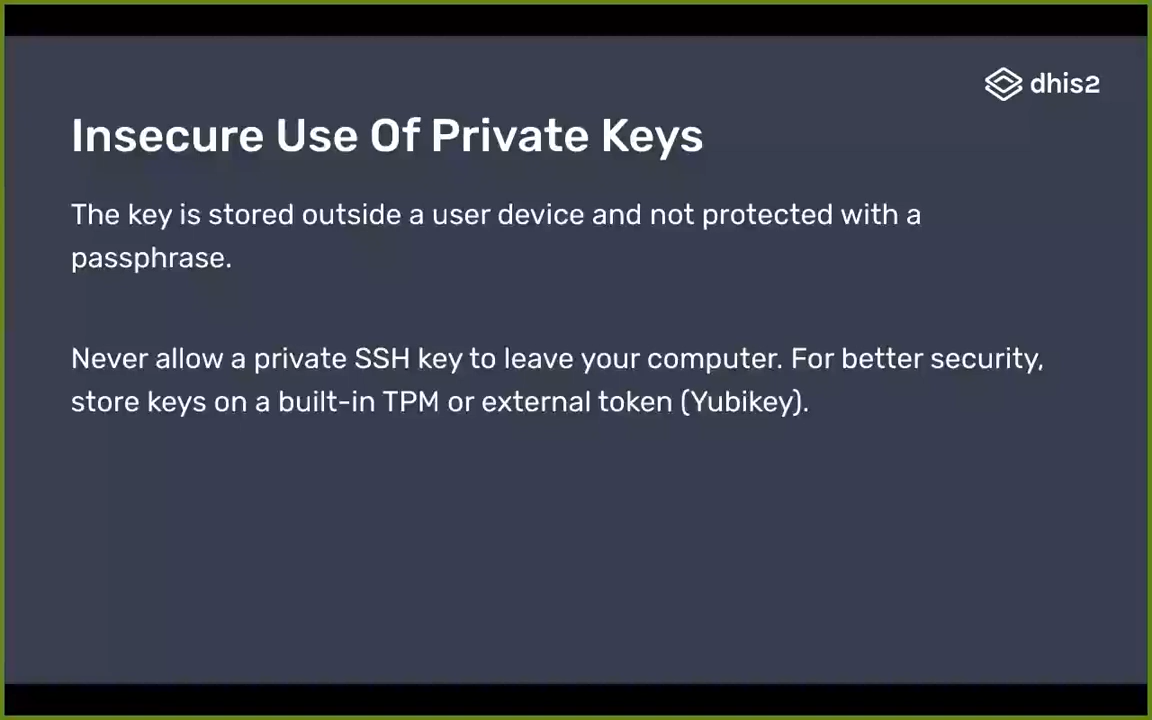 dhis2
Insecure Use Of Private Keys
The key is stored outside a user device and not protected with a
passphrase.
Never allow a private SSH key to leave your computer. For better security,
store keys on a built-in TPM or external token (Yubikey).